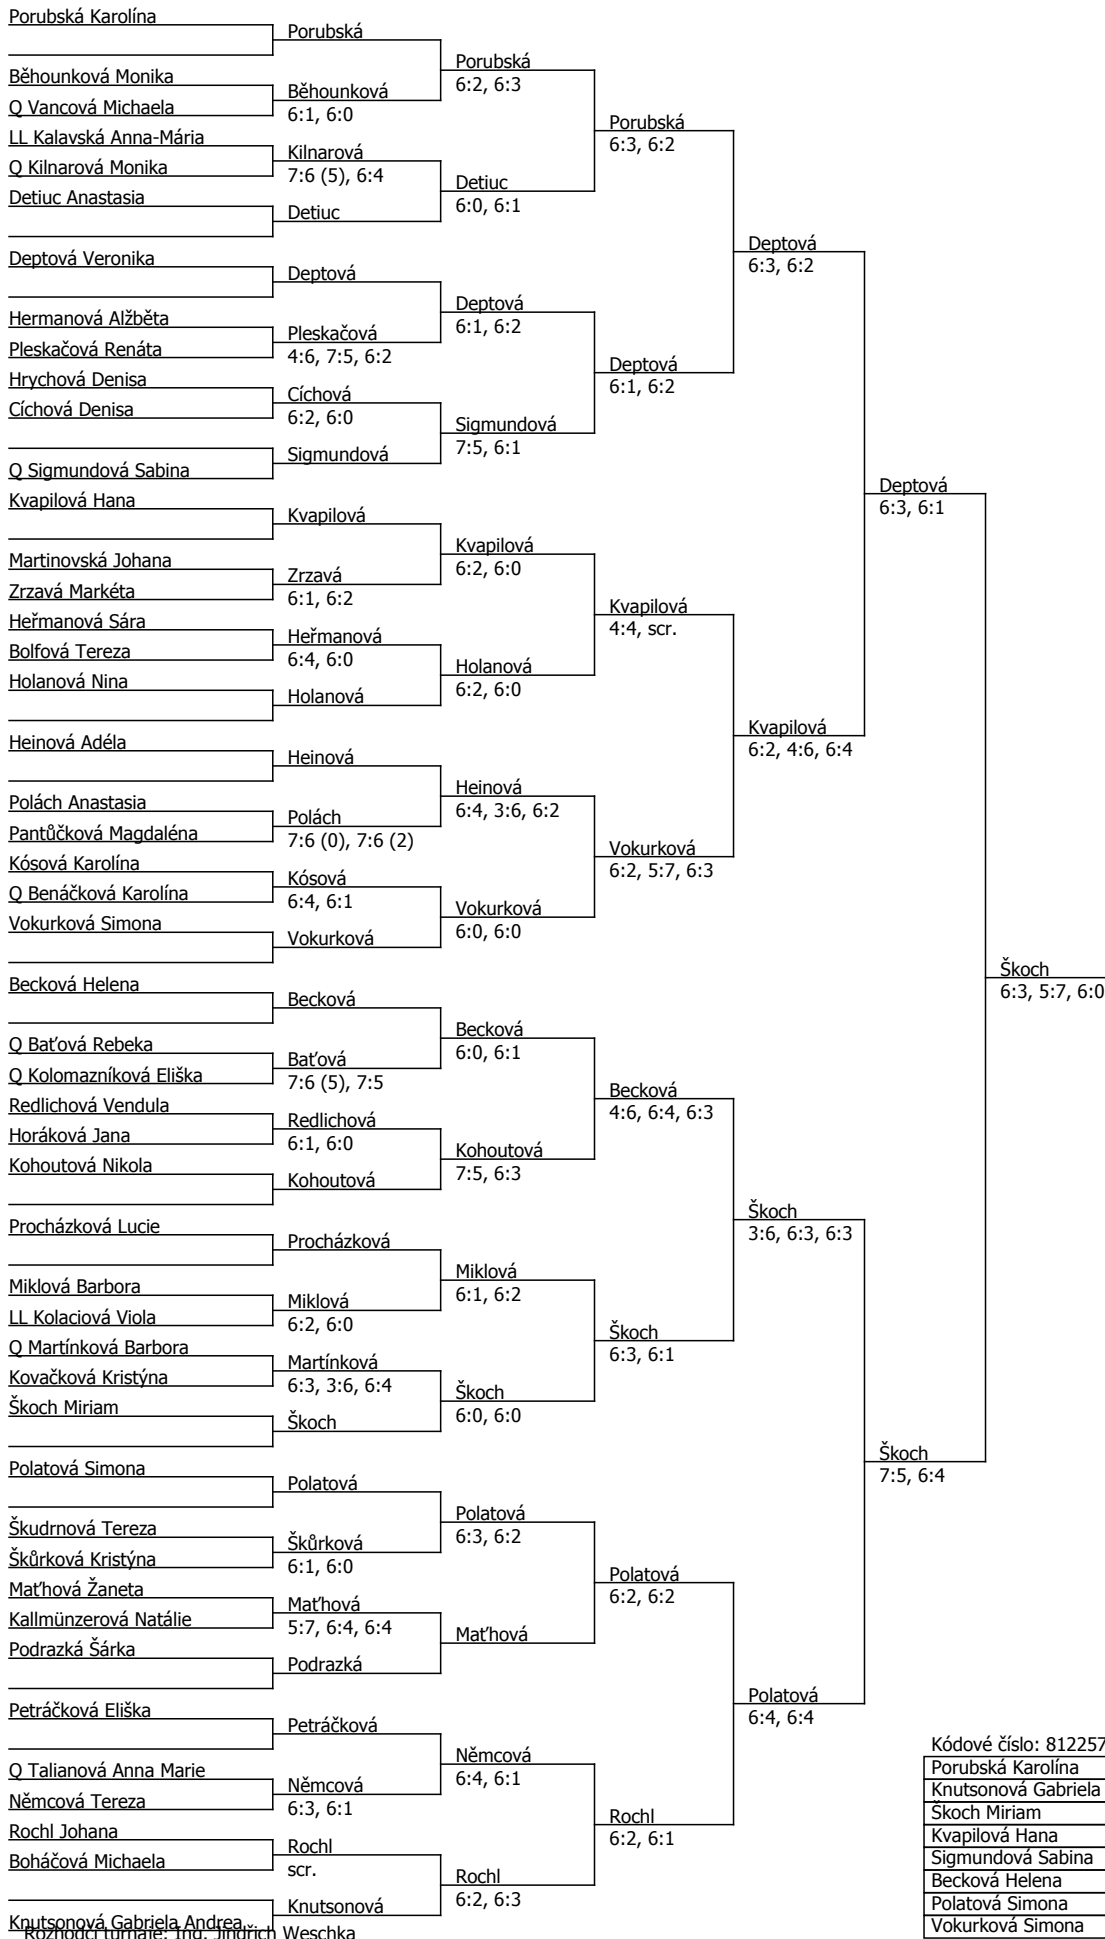 Porubská Karolína
Běhounková Monika
Q Vancová Michaela
LL Kalavská Anna-Mária
Q Kilnarová Monika
Detiuc Anastasia
Deptová Veronika
Hermanová Alžběta
Pleskačová Renáta
Hrychová Denisa
Cíchová Denisa
Q Sigmundová Sabina
Kvapilová Hana
Martinovská Johana
Zrzavá Markéta
Heřmanová Sára
Bolfová Tereza
Holanová Nina
Heinová Adéla
Polách Anastasia
Pantůčková Magdaléna
Kósová Karolína
Q Benáčková Karolína
Vokurková Simona
Becková Helena
Q Baťová Rebeka
Q Kolomazníková Eliška
Redlichová Vendula
Horáková Jana
Kohoutová Nikola
Procházková Lucie
Miklová Barbora
LL Kolaciová Viola
Q Martínková Barbora
Kovačková Kristýna
Škoch Miriam
Polatová Simona
Škudrnová Tereza
Škůrková Kristýna
Maťhová Žaneta
Kallmünzerová Natálie
Podrazká Šárka
Petráčková Eliška
Q Talianová Anna Marie
Němcová Tereza
Rochl Johana
Boháčová Michaela
Knutsonová Gabriela Andrea
Rozhodčí turnaje: Ing. Jindřich Weschka
Porubská
Běhounková
6:1, 6:0
Kilnarová
7:6 (5), 6:4
Detiuc
Deptová
Pleskačová
4:6, 7:5, 6:2
Cíchová
6:2, 6:0
Sigmundová
Kvapilová
Zrzavá
6:1, 6:2
Heřmanová
6:4, 6:0
Holanová
Heinová
Polách
7:6 (0), 7:6 (2)
Kósová
6:4, 6:1
Vokurková
Becková
Baťová
7:6 (5), 7:5
Redlichová
6:1, 6:0
Kohoutová
Procházková
Miklová
6:2, 6:0
Martínková
6:3, 3:6, 6:4
Škoch
Polatová
Škůrková
6:1, 6:0
Maťhová
5:7, 6:4, 6:4
Podrazká
Petráčková
Němcová
6:3, 6:1
Rochl
scr.
Knutsonová
Porubská
6:2, 6:3
Detiuc
6:0, 6:1
Deptová
6:1, 6:2
Sigmundová
7:5, 6:1
Kvapilová
6:2, 6:0
Holanová
6:2, 6:0
Heinová
6:4, 3:6, 6:2
Vokurková
6:0, 6:0
Becková
6:0, 6:1
Kohoutová
7:5, 6:3
Miklová
6:1, 6:2
Škoch
6:0, 6:0
Polatová
6:3, 6:2
Maťhová
Němcová
6:4, 6:1
Rochl
6:2, 6:3
Porubská
6:3, 6:2
Deptová
6:1, 6:2
Kvapilová
4:4, scr.
Vokurková
6:2, 5:7, 6:3
Becková
4:6, 6:4, 6:3
Škoch
6:3, 6:1
Polatová
6:2, 6:2
Rochl
6:2, 6:1
Deptová
6:3, 6:2
Kvapilová
6:2, 4:6, 6:4
Škoch
3:6, 6:3, 6:3
Polatová
6:4, 6:4
Deptová
6:3, 6:1
Škoch
7:5, 6:4
Škoch
6:3, 5:7, 6:0
Kódové číslo: 812257
Porubská Karolína
Knutsonová Gabriela
Škoch Miriam
Kvapilová Hana
Sigmundová Sabina
Becková Helena
Polatová Simona
Vokurková Simona